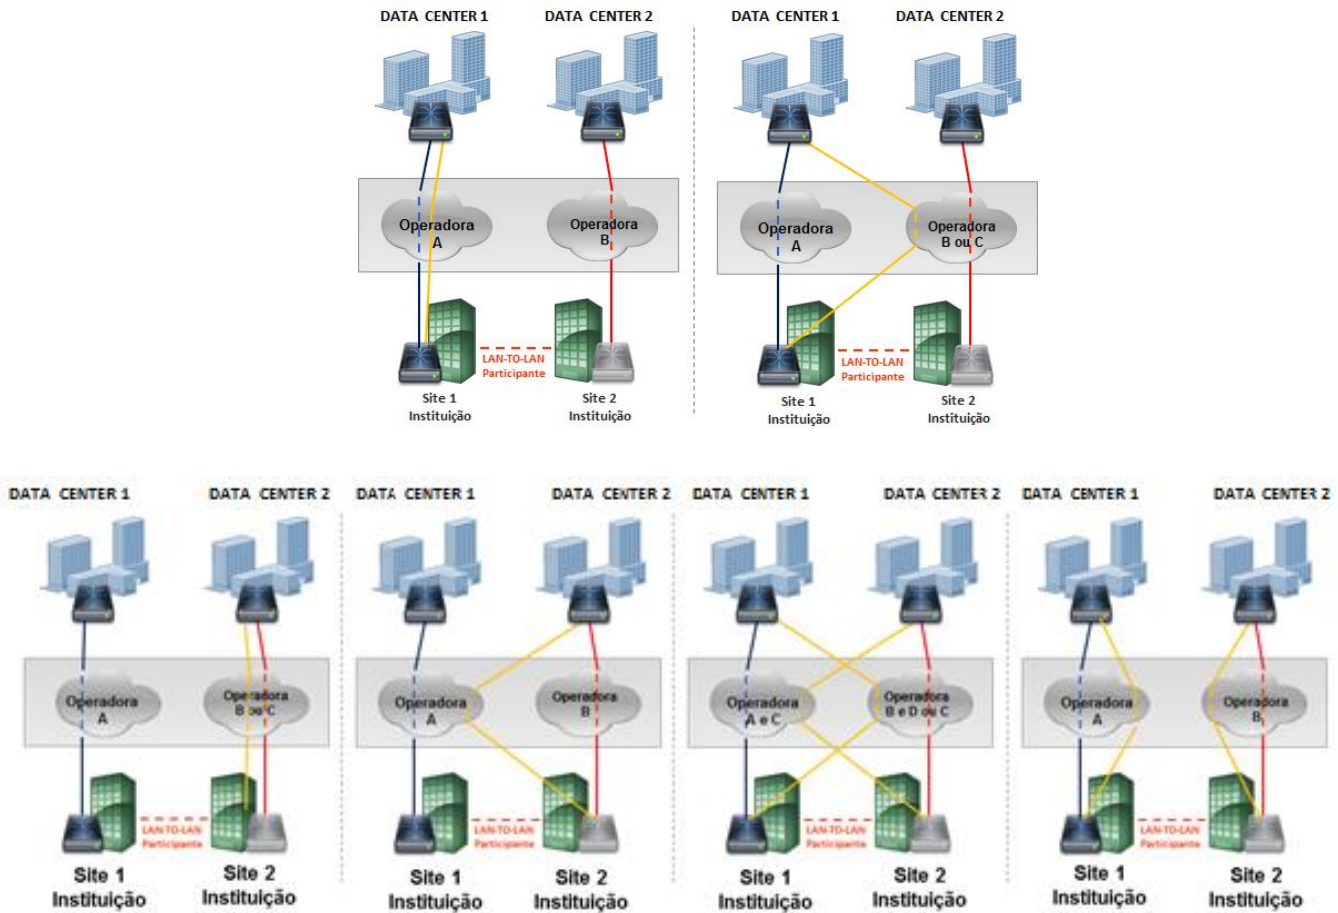 DATA CENTER 1
DATA CENTER 2
Operadora
A
Operadora
B
LAN-TO-LAN
Participante
Site 1
Instituição
Site 2
Instituição
DATA CENTER 1
DATA CENTER 2
Operadora
A
Operadora
B ou C
LAN-TO-LAN
Participante
Site 1
Instituição
Site 2
Instituição
DATA CENTER 1
DATA CENTER 2
Operadora
A
Operadora
B ou C
LAN-TO-LAN
Participante
Site 1
Instituição
Site 2
Instituição
DATA CENTER 1
DATA CENTER 2
Operadora
A
Operadora
B
LAN-TO-LAN
Participante
Site 1
Instituição
Site 2
Instituição
DATA CENTER 1
DATA CENTER 2
Operadora
A e C
Operadora
B e D ou C
LAN-TO-LAN
Participante
Site 1
Instituição
Site 2
Instituição
DATA CENTER 1
DATA CENTER 2
Operadora
A
Operadora
B
LAN-TO-LAN
Participante
Site 1
Instituição
Site 2
Instituição